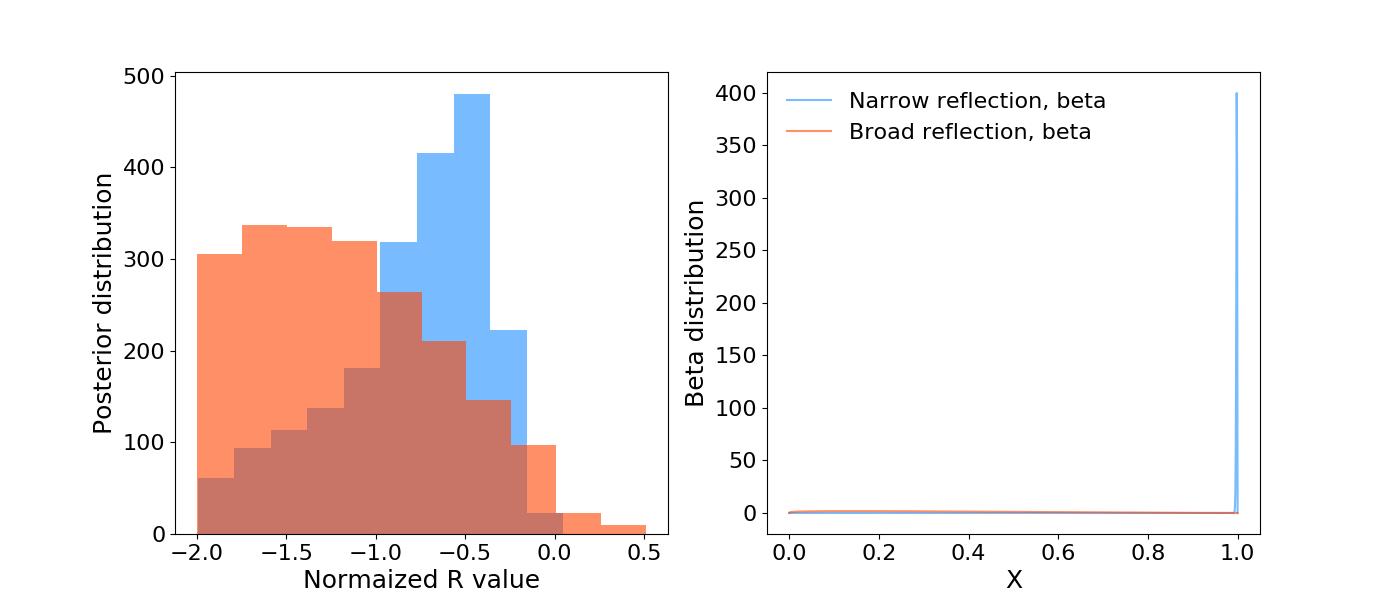 500
400
300
200
100
0
Posterior distribution
−2.0 −1.5 −1.0 −0.5 0.0 0.5
Normaized R value
Narrow reflection, beta
Broad reflection, beta
400
350
300
250
200
150
100
50
0
Beta distribution
0.0 0.2 0.4 0.6 0.8 1.0
X